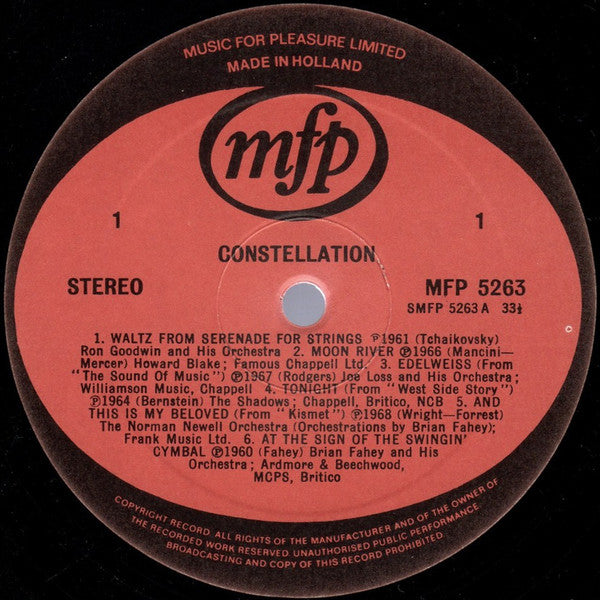 MUSIC FOR PLEASURE LIMITED
MADE IN HOLLAND
mfp
1 1
CONSTELLATION
STEREO MFP 5263
SMFP 5263 A 33⅓
1. WALTZ FROM SERENADE FOR STRINGS ℗1961 (Tchaikovsky)
Ron Goodwin and His Orchestra 2. MOON RIVER ℗1966 (Mancini—
Mercer) Howard Blake; Famous Chappell Ltd. 3. EDELWEISS (From
"The Sound Of Music") ℗1967 (Rodgers) Joe Loss and His Orchestra;
Williamson Music, Chappell 4. TONIGHT (From "West Side Story")
℗1964 (Bernstein) The Shadows; Chappell, Britico, NCB 5. AND
THIS IS MY BELOVED (From "Kismet") ℗1968 (Wright—Forrest)
The Norman Newell Orchestra (Orchestrations by Brian Fahey);
Frank Music Ltd. 6. AT THE SIGN OF THE SWINGIN'
CYMBAL ℗1960 (Fahey) Brian Fahey and His
Orchestra; Ardmore & Beechwood,
MCPS, Britico
COPYRIGHT RECORD. ALL RIGHTS OF THE MANUFACTURER AND OF THE OWNER OF
THE RECORDED WORK RESERVED. UNAUTHORISED PUBLIC PERFORMANCE,
BROADCASTING AND COPY OF THIS RECORD PROHIBITED.